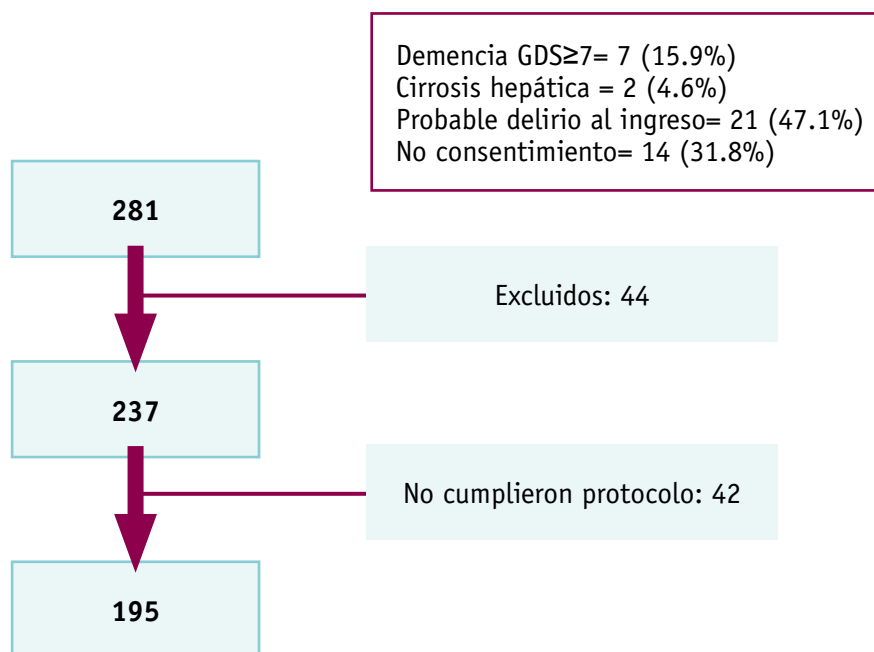 Demencia GDS≥7= 7 (15.9%)
Cirrosis hepática = 2 (4.6%)
Probable delirio al ingreso= 21 (47.1%)
No consentimiento= 14 (31.8%)
281
Excluidos: 44
237
No cumplieron protocolo: 42
195